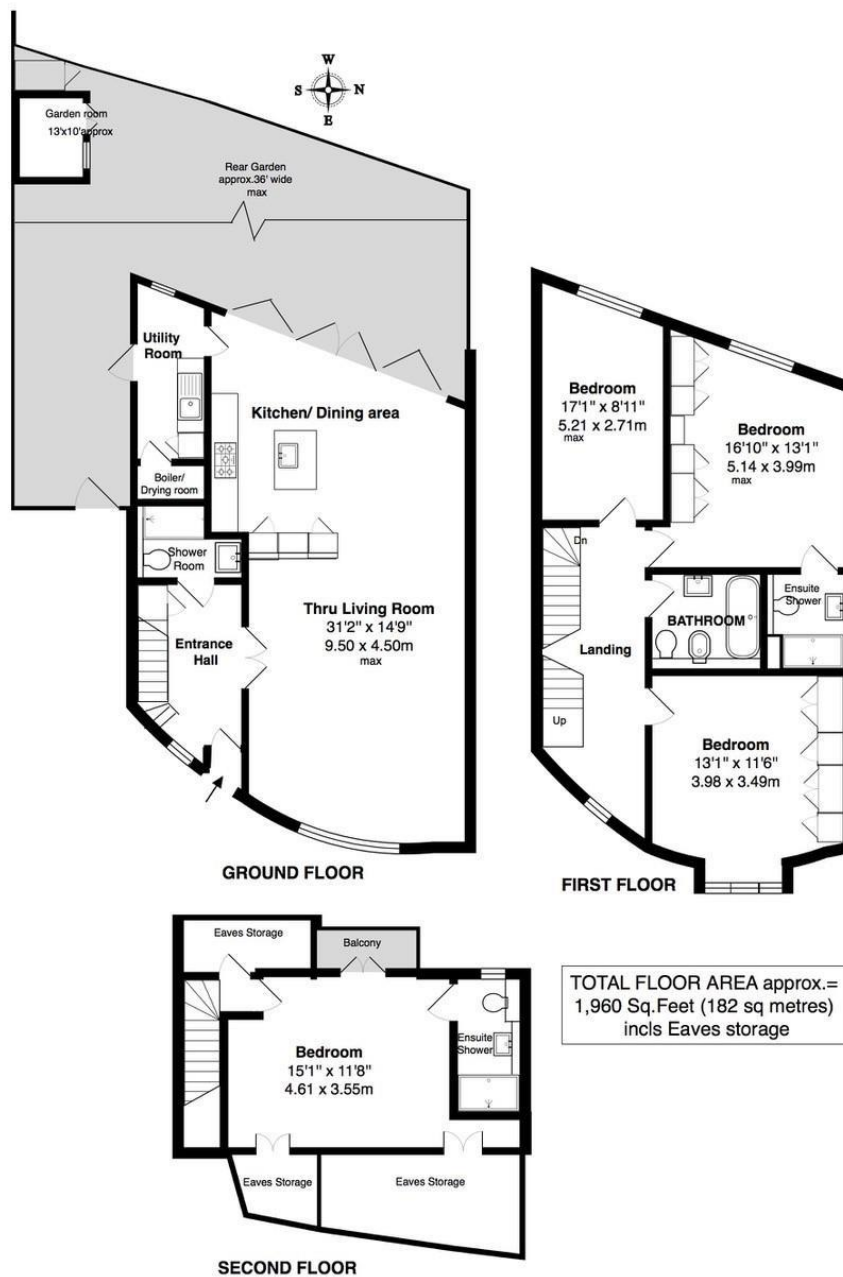 W
S N
E
Garden room
13'x10'approx
Rear Garden
approx.36' wide
max
Utility
Room
Kitchen/ Dining area
Boiler/
Drying room
Shower
Room
Thru Living Room
31'2" x 14'9"
9.50 x 4.50m
max
Entrance
Hall
GROUND FLOOR
Bedroom
17'1" x 8'11"
5.21 x 2.71m
max
Bedroom
16'10" x 13'1"
5.14 x 3.99m
max
Dn
Ensuite
Shower
BATHROOM
Landing
Up
Bedroom
13'1" x 11'6"
3.98 x 3.49m
FIRST FLOOR
Eaves Storage
Balcony
Bedroom
15'1" x 11'8"
4.61 x 3.55m
Ensuite
Shower
Eaves Storage
Eaves Storage
SECOND FLOOR
TOTAL FLOOR AREA approx.=
1,960 Sq.Feet (182 sq metres)
incls Eaves storage